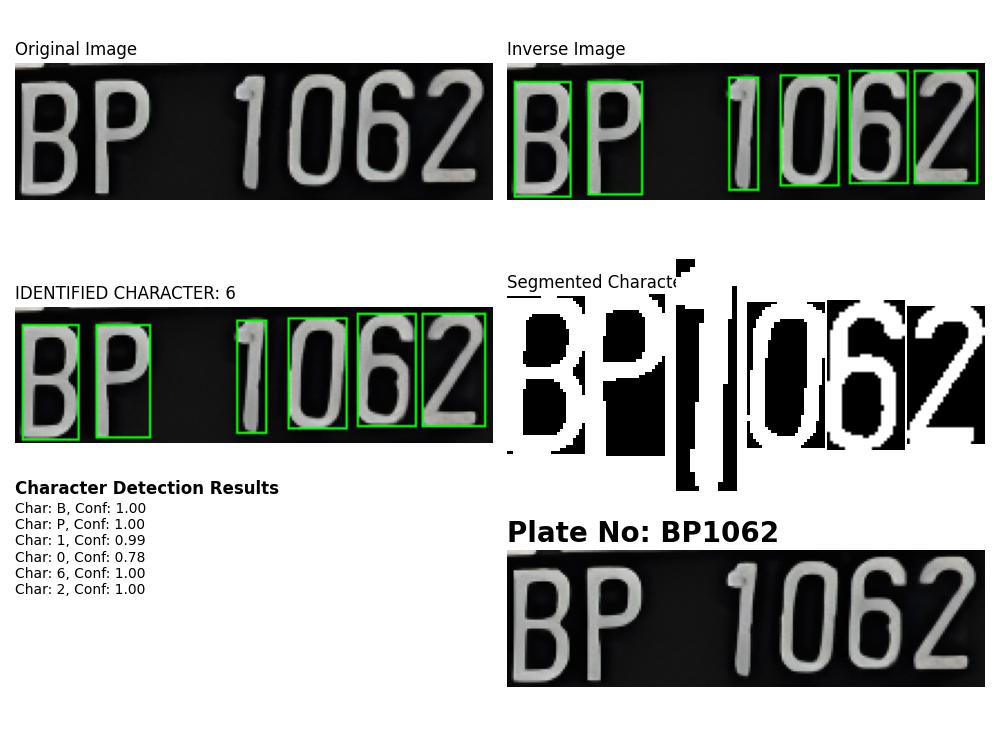 Original Image
BP 1062
Inverse Image
BP 1062
IDENTIFIED CHARACTER: 6
BP 1062
Segmented Characte
BP1062
Character Detection Results
Char: B, Conf: 1.00
Char: P, Conf: 1.00
Char: 1, Conf: 0.99
Char: 0, Conf: 0.78
Char: 6, Conf: 1.00
Char: 2, Conf: 1.00
Plate No: BP1062
BP 1062